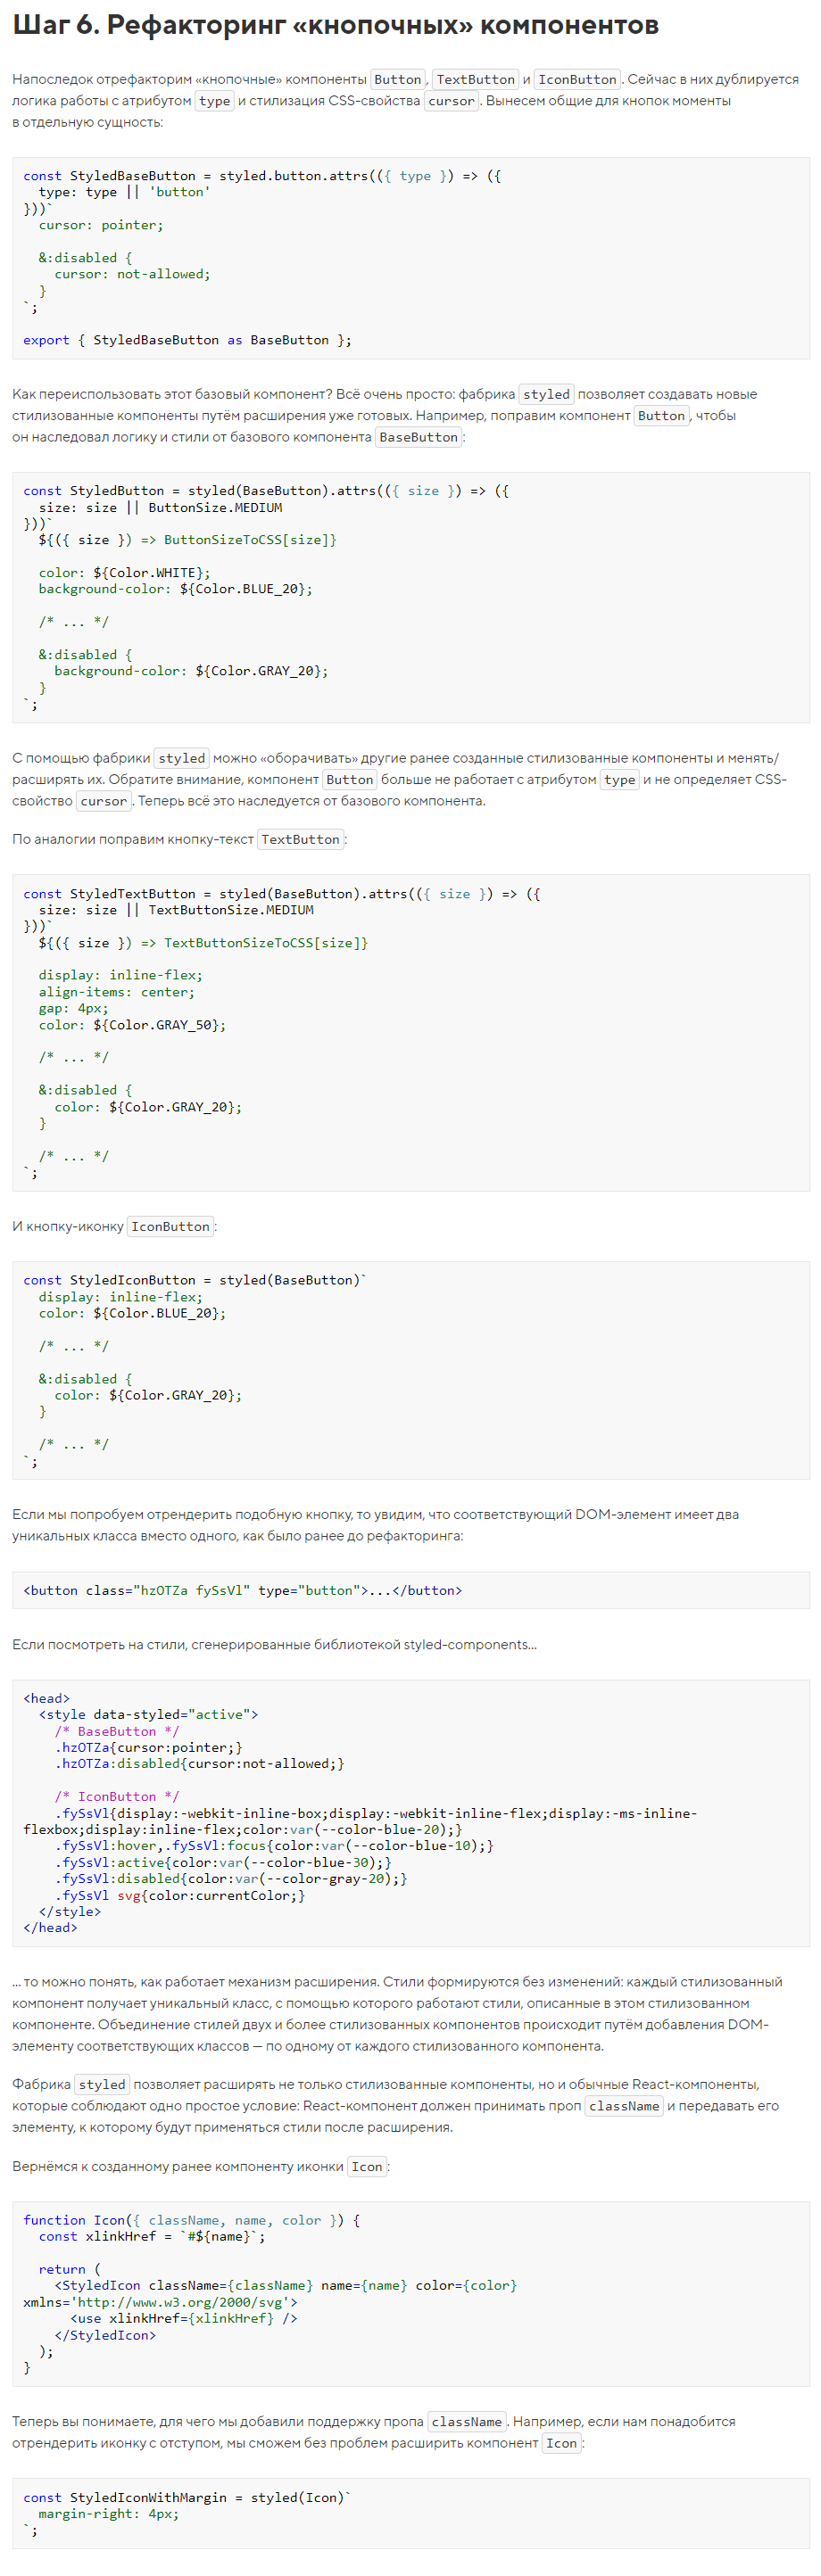 Шаг 6. Рефакторинг «кнопочных» компонентов
Напоследок отрефакторим «кнопочные» компоненты Button, TextButton и IconButton. Сейчас в них дублируется
логика работы с атрибутом type и стилизация CSS-свойства cursor. Вынесем общие для кнопок моменты
в отдельную сущность:
const StyledBaseButton = styled.button.attrs(({ type }) => ({
  type: type || 'button'
}))`
  cursor: pointer;
  &:disabled {
    cursor: not-allowed;
  }
`;
export { StyledBaseButton as BaseButton };
Как переиспользовать этот базовый компонент? Всё очень просто: фабрика styled позволяет создавать новые
стилизованные компоненты путём расширения уже готовых. Например, поправим компонент Button, чтобы
он наследовал логику и стили от базового компонента BaseButton:
const StyledButton = styled(BaseButton).attrs(({ size }) => ({
  size: size || ButtonSize.MEDIUM
}))`
  ${({ size }) => ButtonSizeToCSS[size]}
  color: ${Color.WHITE};
  background-color: ${Color.BLUE_20};
  /* ... */
  &:disabled {
    background-color: ${Color.GRAY_20};
  }
`;
С помощью фабрики styled можно «оборачивать» другие ранее созданные стилизованные компоненты и менять/
расширять их. Обратите внимание, компонент Button больше не работает с атрибутом type и не определяет CSS-
свойство cursor. Теперь всё это наследуется от базового компонента.
По аналогии поправим кнопку-текст TextButton:
const StyledTextButton = styled(BaseButton).attrs(({ size }) => ({
  size: size || TextButtonSize.MEDIUM
}))`
  ${({ size }) => TextButtonSizeToCSS[size]}
  display: inline-flex;
  align-items: center;
  gap: 4px;
  color: ${Color.GRAY_50};
  /* ... */
  &:disabled {
    color: ${Color.GRAY_20};
  }
  /* ... */
`;
И кнопку-иконку IconButton:
const StyledIconButton = styled(BaseButton)`
  display: inline-flex;
  color: ${Color.BLUE_20};
  /* ... */
  &:disabled {
    color: ${Color.GRAY_20};
  }
  /* ... */
`;
Если мы попробуем отрендерить подобную кнопку, то увидим, что соответствующий DOM-элемент имеет два
уникальных класса вместо одного, как было ранее до рефакторинга:
<button class="hzOTZa fySsVl" type="button">...</button>
Если посмотреть на стили, сгенерированные библиотекой styled-components...
<head>
  <style data-styled="active">
    /* BaseButton */
    .hzOTZa{cursor:pointer;}
    .hzOTZa:disabled{cursor:not-allowed;}
    /* IconButton */
    .fySsVl{display:-webkit-inline-box;display:-webkit-inline-flex;display:-ms-inline-
flexbox;display:inline-flex;color:var(--color-blue-20);}
    .fySsVl:hover,.fySsVl:focus{color:var(--color-blue-10);}
    .fySsVl:active{color:var(--color-blue-30);}
    .fySsVl:disabled{color:var(--color-gray-20);}
    .fySsVl svg{color:currentColor;}
  </style>
</head>
... то можно понять, как работает механизм расширения. Стили формируются без изменений: каждый стилизованный
компонент получает уникальный класс, с помощью которого работают стили, описанные в этом стилизованном
компоненте. Объединение стилей двух и более стилизованных компонентов происходит путём добавления DOM-
элементу соответствующих классов — по одному от каждого стилизованного компонента.
Фабрика styled позволяет расширять не только стилизованные компоненты, но и обычные React-компоненты,
которые соблюдают одно простое условие: React-компонент должен принимать проп className и передавать его
элементу, к которому будут применяться стили после расширения.
Вернёмся к созданному ранее компоненту иконки Icon:
function Icon({ className, name, color }) {
  const xlinkHref = `#${name}`;
  return (
    <StyledIcon className={className} name={name} color={color}
xmlns='http://www.w3.org/2000/svg'>
      <use xlinkHref={xlinkHref} />
    </StyledIcon>
  );
}
Теперь вы понимаете, для чего мы добавили поддержку пропа className. Например, если нам понадобится
отрендерить иконку с отступом, мы сможем без проблем расширить компонент Icon:
const StyledIconWithMargin = styled(Icon)`
  margin-right: 4px;
`;